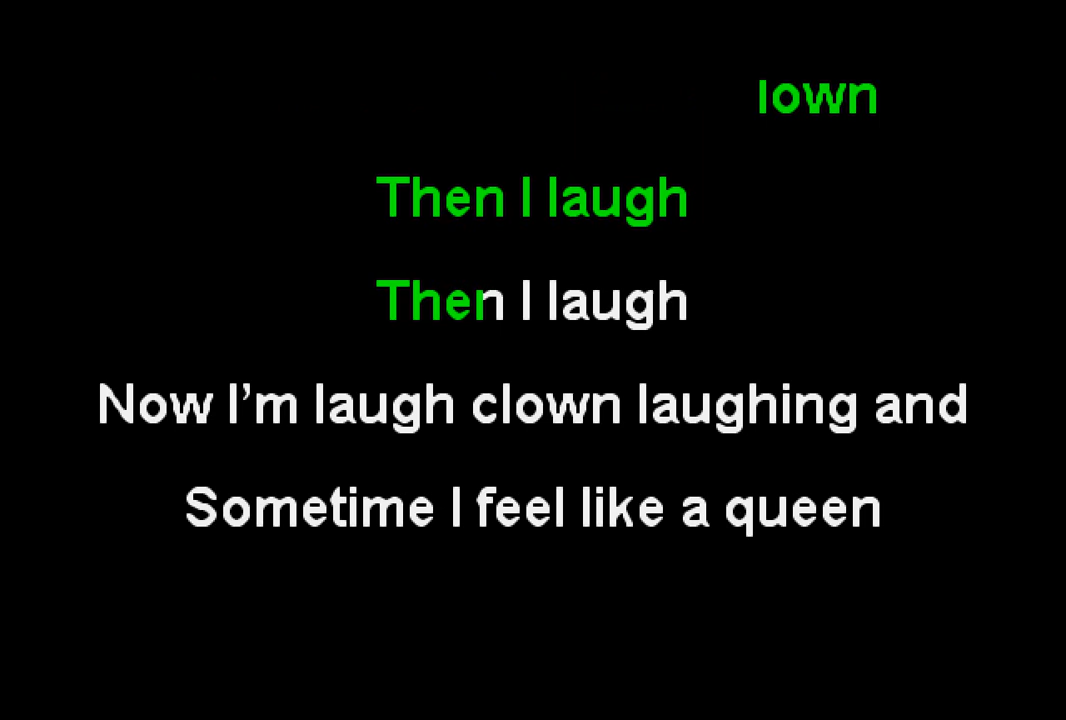 lown
Then I laugh
Then I laugh
Now I’m laugh clown laughing and
Sometime I feel like a queen